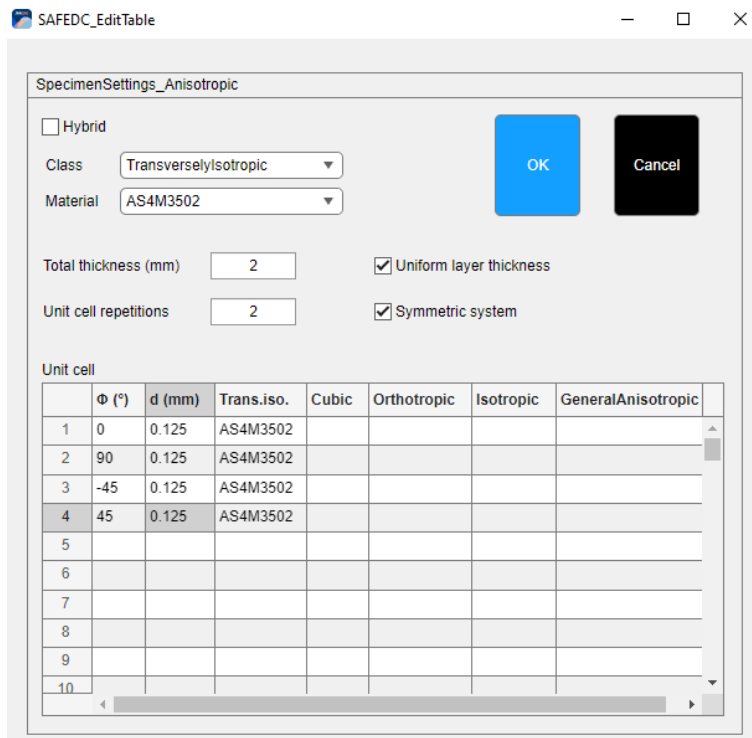 SAFEDC_EditTable
SpecimenSettings_Anisotropic
Hybrid
Class TransverselyIsotropic
Material AS4M3502
OK Cancel
Total thickness (mm) 2 Uniform layer thickness
Unit cell repetitions 2 Symmetric system
Unit cell
Φ (°) d (mm) Trans.iso. Cubic Orthotropic Isotropic GeneralAnisotropic
1 0 0.125 AS4M3502
2 90 0.125 AS4M3502
3 -45 0.125 AS4M3502
4 45 0.125 AS4M3502
5
6
7
8
9
10